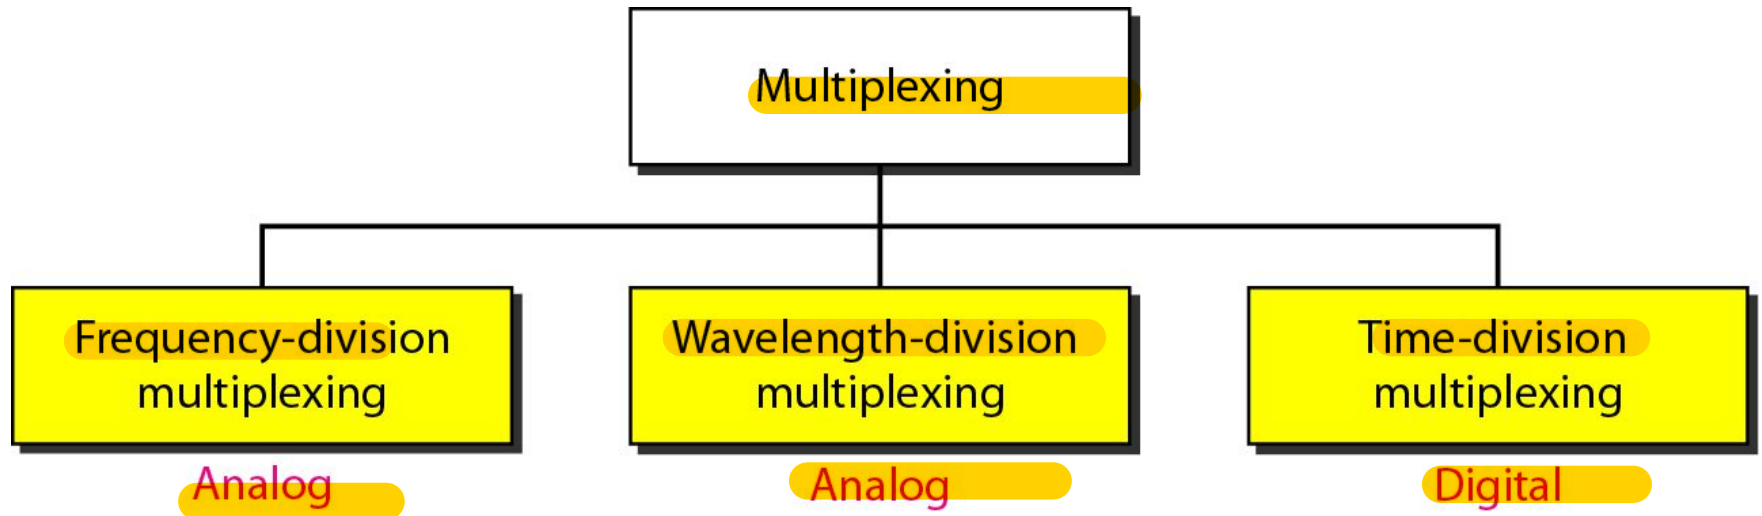 Multiplexing
Frequency-division
multiplexing
Wavelength-division
multiplexing
Time-division
multiplexing
Analog
Analog
Digital